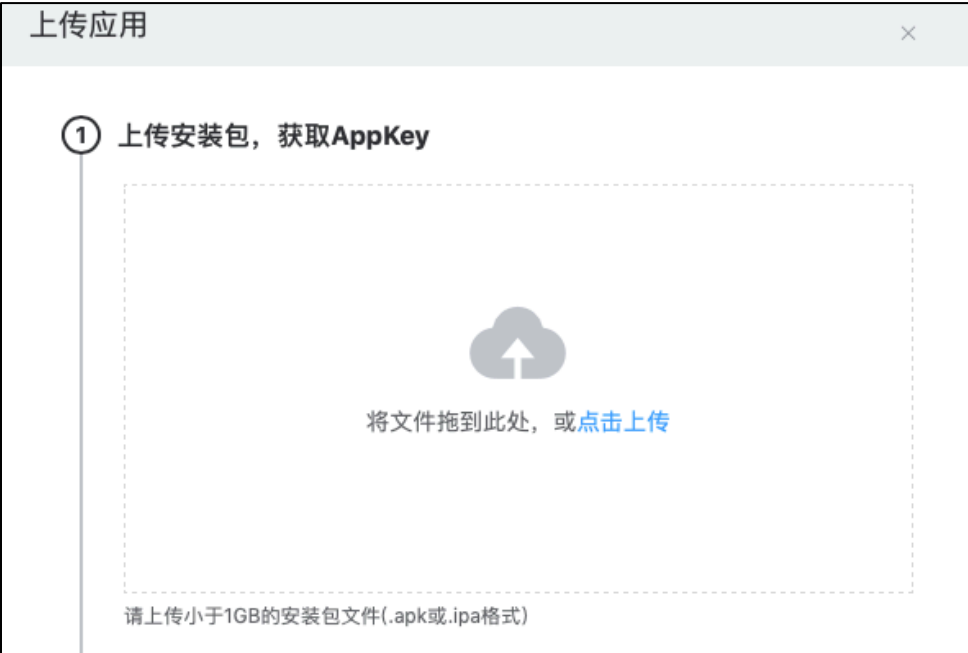 上传应用
1 上传安装包，获取AppKey
将文件拖到此处，或点击上传
请上传小于1GB的安装包文件(.apk或.ipa格式)